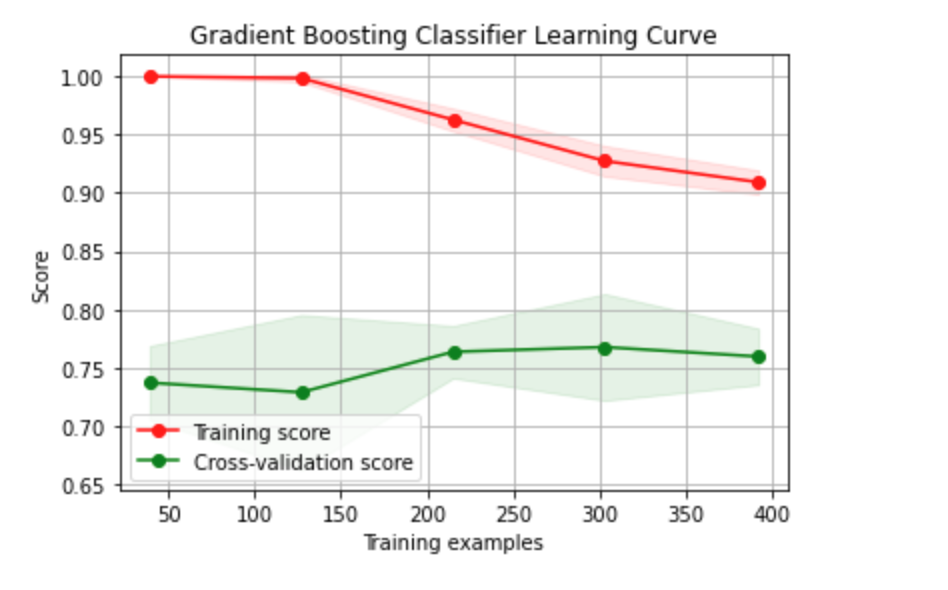 Gradient Boosting Classifier Learning Curve
1.00
0.95
0.90
0.85
0.80
0.75
0.70
0.65
Score
Training score
Cross-validation score
50 100 150 200 250 300 350 400
Training examples